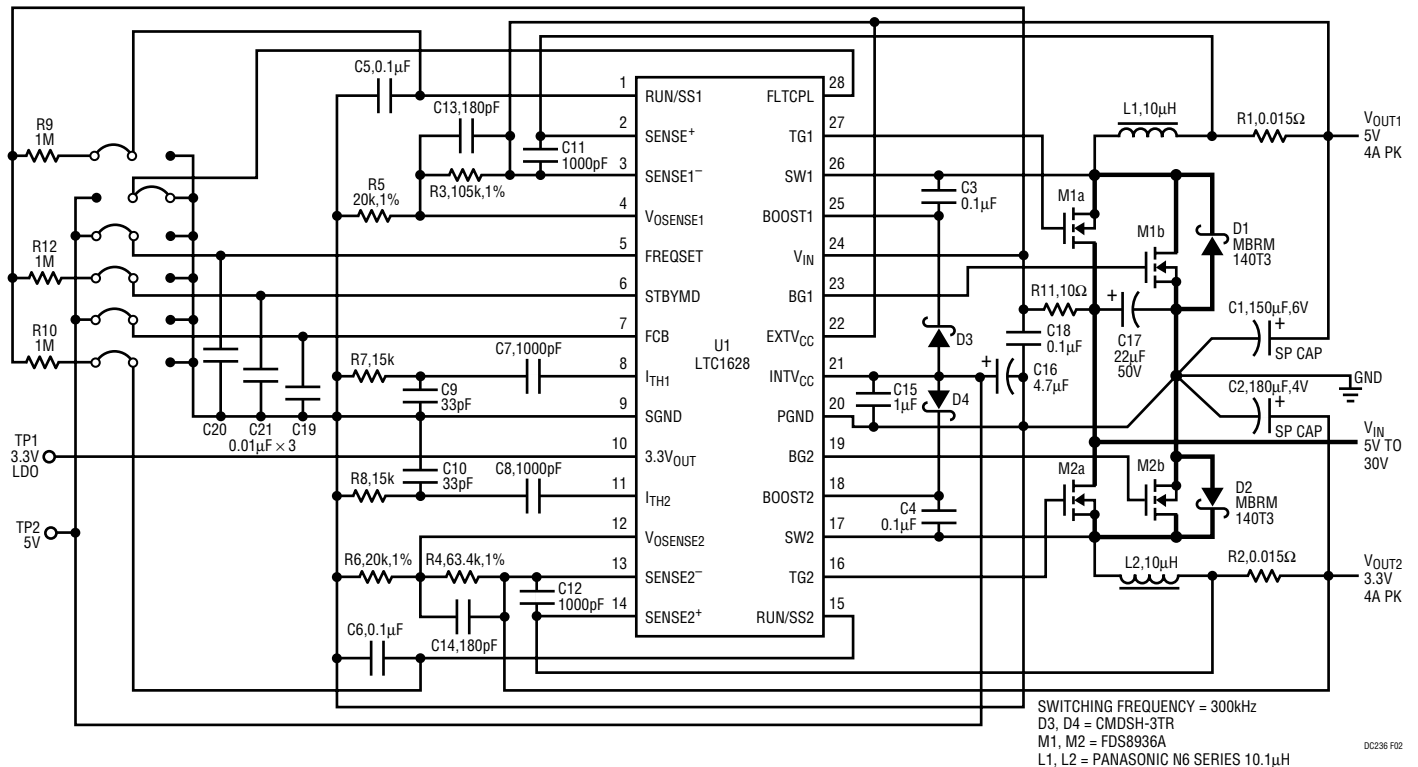 C5,0.1µF
C13,180pF
R9
1M
C11
1000pF
R5
20k,1%
R3,105k,1%
R12
1M
R10
1M
C20
C21
C19
0.01µF × 3
R7,15k
C7,1000pF
C9
33pF
TP1
3.3V
LDO
C10
33pF
R8,15k
C8,1000pF
TP2
5V
R6,20k,1%
R4,63.4k,1%
C12
1000pF
C14,180pF
C6,0.1µF
1
RUN/SS1
2
SENSE+
3
SENSE1–
4
VOSENSE1
5
FREQSET
6
STBYMD
7
FCB
8
ITH1
9
SGND
10
3.3VOUT
11
ITH2
12
VOSENSE2
13
SENSE2–
14
SENSE2+
U1
LTC1628
28
FLTCPL
27
TG1
26
SW1
25
BOOST1
24
VIN
23
BG1
22
EXTVCC
21
INTVCC
20
PGND
19
BG2
18
BOOST2
17
SW2
16
TG2
15
RUN/SS2
L1,10µH
R1,0.015Ω
VOUT1
5V
4A PK
C3
0.1µF
M1a
M1b
D1
MBRM
140T3
R11,10Ω
+
C17
22µF
50V
C18
0.1µF
C1,150µF,6V
+
SP CAP
D3
+
C16
4.7µF
C15
1µF
D4
GND
C2,180µF,4V
+
SP CAP
VIN
5V TO
30V
M2a
M2b
D2
MBRM
140T3
C4
0.1µF
L2,10µH
R2,0.015Ω
VOUT2
3.3V
4A PK
SWITCHING FREQUENCY = 300kHz
D3, D4 = CMDSH-3TR
M1, M2 = FDS8936A
L1, L2 = PANASONIC N6 SERIES 10.1µH
DC236 F02